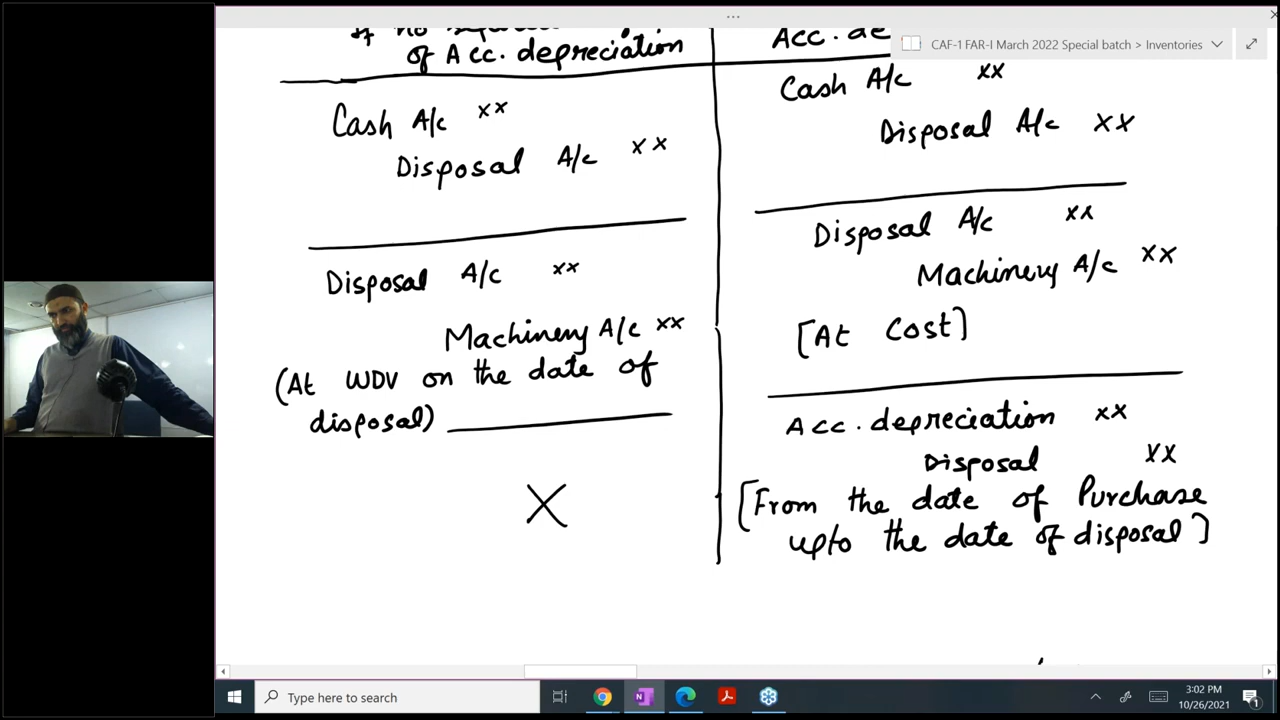 CAF-1 FAR-I March 2022 Special batch > Inventories
If no
of Acc. depreciation
Cash A/c xx
Disposal A/c xx
Disposal A/c xx
Machinery A/c xx
(At WDV on the date of
disposal)
X
Acc. de
Cash A/c xx
Disposal A/c xx
Disposal A/c xx
Machinery A/c xx
[At Cost]
Acc. depreciation xx
Disposal xx
[From the date of Purchase
upto the date of disposal]
Type here to search
3:02 PM
10/26/2021
1